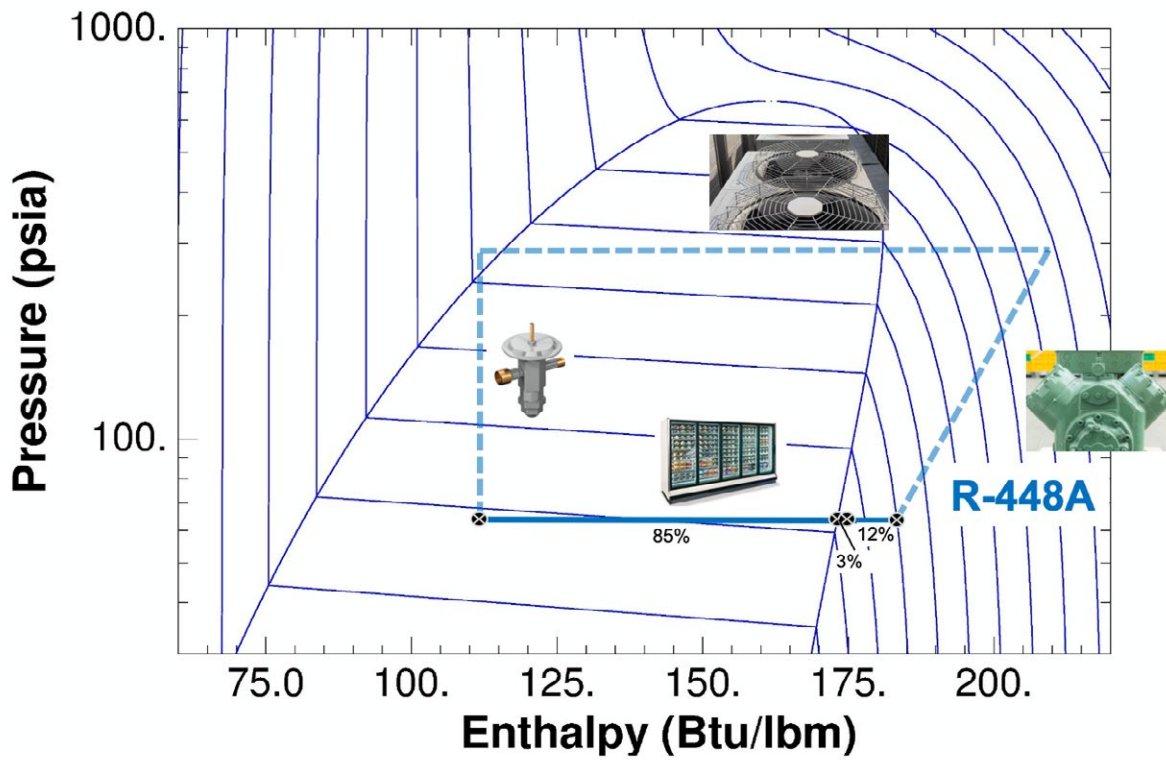 1000.
100.
Pressure (psia)
R-448A
85%
12%
3%
75.0 100. 125. 150. 175. 200.
Enthalpy (Btu/lbm)